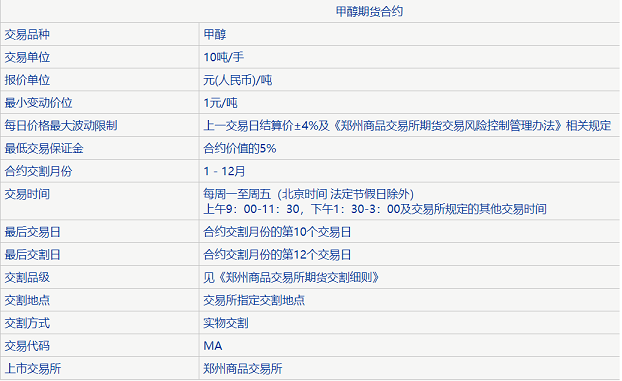 甲醇期货合约
交易品种 甲醇
交易单位 10吨/手
报价单位 元(人民币)/吨
最小变动价位 1元/吨
每日价格最大波动限制 上一交易日结算价±4%及《郑州商品交易所期货交易风险控制管理办法》相关规定
最低交易保证金 合约价值的5%
合约交割月份 1 - 12月
交易时间 每周一至周五（北京时间 法定节假日除外）
上午9：00-11：30，下午1：30-3：00及交易所规定的其他交易时间
最后交易日 合约交割月份的第10个交易日
最后交割日 合约交割月份的第12个交易日
交割品级 见《郑州商品交易所期货交割细则》
交割地点 交易所指定交割地点
交割方式 实物交割
交易代码 MA
上市交易所 郑州商品交易所